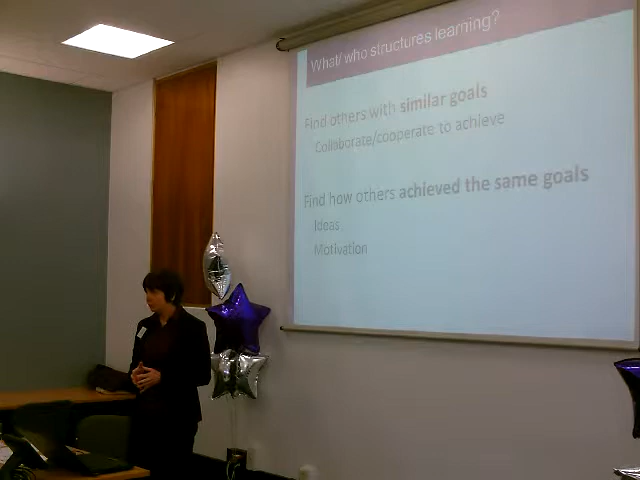 What/ who structures learning?
Find others with similar goals
Collaborate/cooperate to achieve
Find how others achieved the same goals
Ideas
Motivation